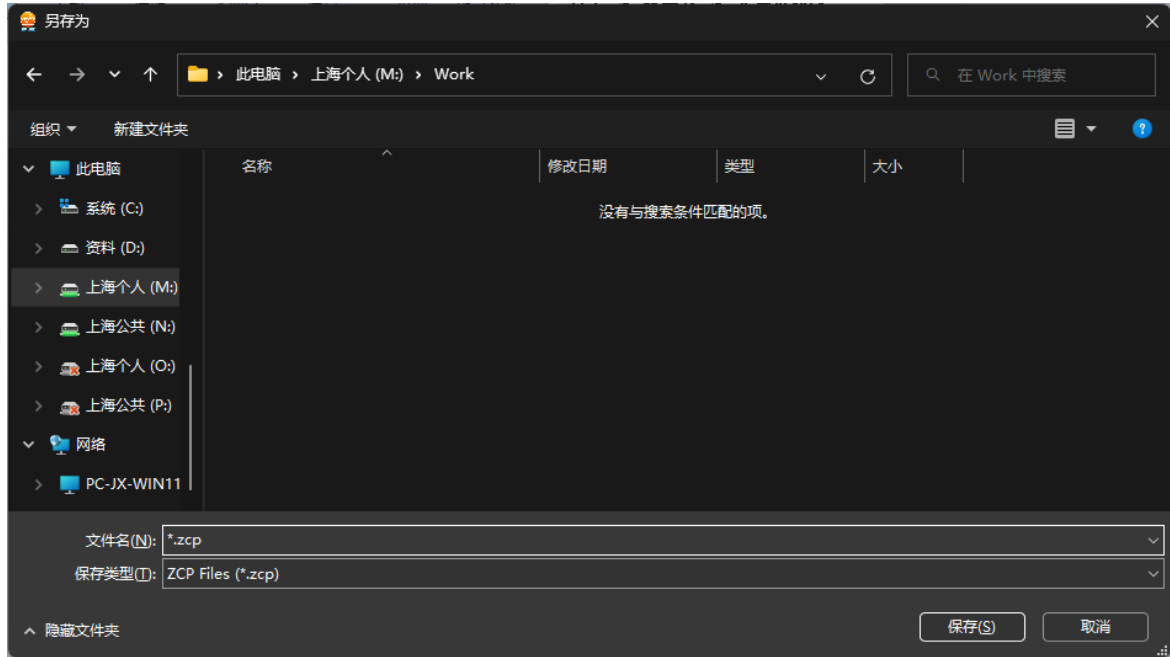 另存为
此电脑 › 上海个人 (M:) › Work
在 Work 中搜索
组织 新建文件夹
名称 修改日期 类型 大小
没有与搜索条件匹配的项。
此电脑
系统 (C:)
资料 (D:)
上海个人 (M:)
上海公共 (N:)
上海个人 (O:)
上海公共 (P:)
网络
PC-JX-WIN11
文件名(N): *.zcp
保存类型(T): ZCP Files (*.zcp)
隐藏文件夹 保存(S) 取消